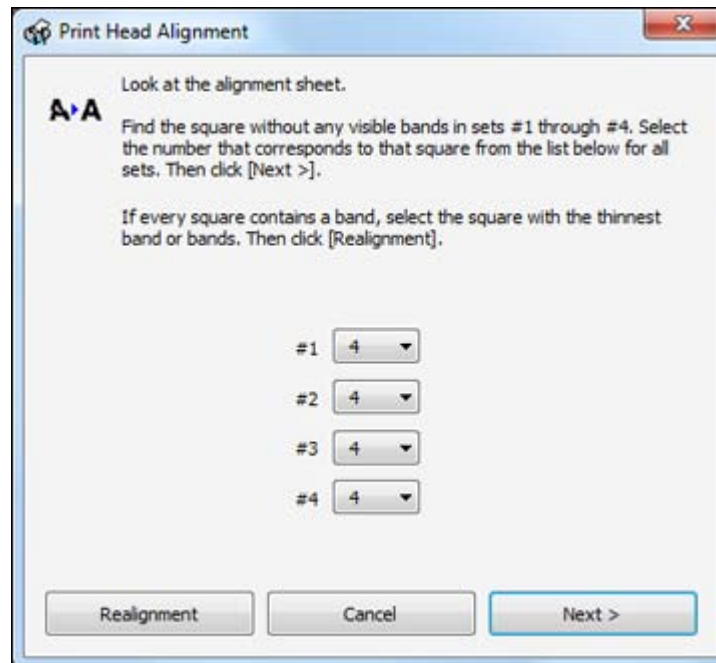 Print Head Alignment
Look at the alignment sheet.
A A
Find the square without any visible bands in sets #1 through #4. Select
the number that corresponds to that square from the list below for all
sets. Then click [Next >].
If every square contains a band, select the square with the thinnest
band or bands. Then click [Realignment].
#1 4
#2 4
#3 4
#4 4
Realignment Cancel Next >